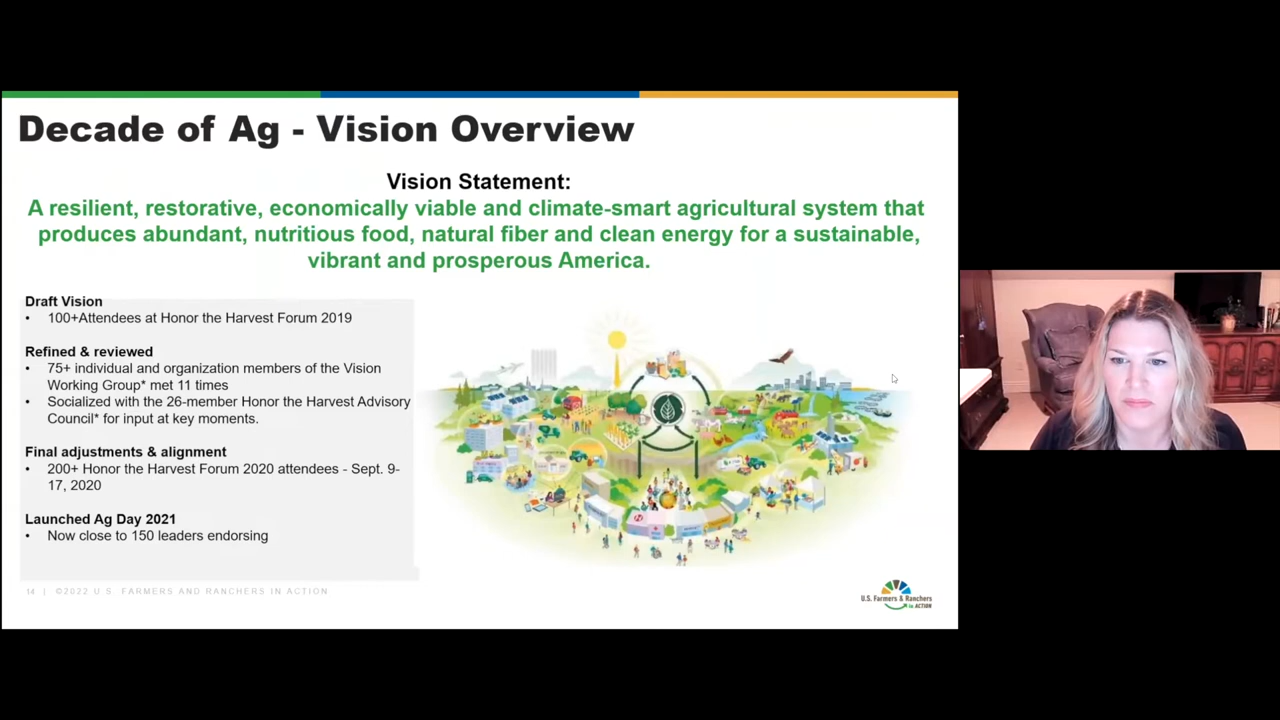 Decade of Ag - Vision Overview
Vision Statement:
A resilient, restorative, economically viable and climate-smart agricultural system that
produces abundant, nutritious food, natural fiber and clean energy for a sustainable,
vibrant and prosperous America.
Draft Vision
• 100+Attendees at Honor the Harvest Forum 2019
Refined & reviewed
• 75+ individual and organization members of the Vision
Working Group* met 11 times
• Socialized with the 26-member Honor the Harvest Advisory
Council* for input at key moments.
Final adjustments & alignment
• 200+ Honor the Harvest Forum 2020 attendees - Sept. 9-
17, 2020
Launched Ag Day 2021
• Now close to 150 leaders endorsing
14 | ©2022 U.S. FARMERS AND RANCHERS IN ACTION
U.S. Farmers & Ranchers
in ACTION